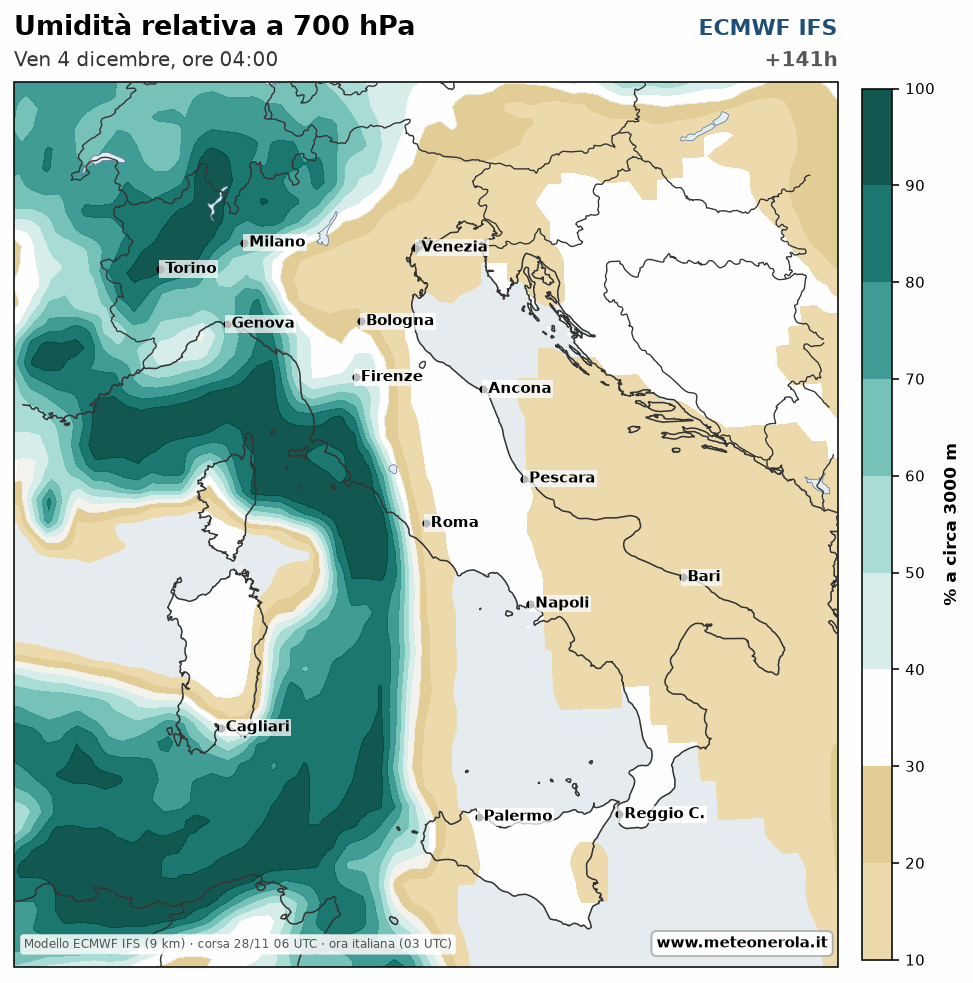 Umidità relativa a 700 hPa
ECMWF IFS
Ven 4 dicembre, ore 04:00
+141h
100
90
80
70
60
50
40
30
20
10
% a circa 3000 m
Milano
Venezia
Torino
Genova
Bologna
Firenze
Ancona
Pescara
Roma
Bari
Napoli
Cagliari
Palermo
Reggio C.
Modello ECMWF IFS (9 km) · corsa 28/11 06 UTC · ora italiana (03 UTC)
www.meteonerola.it